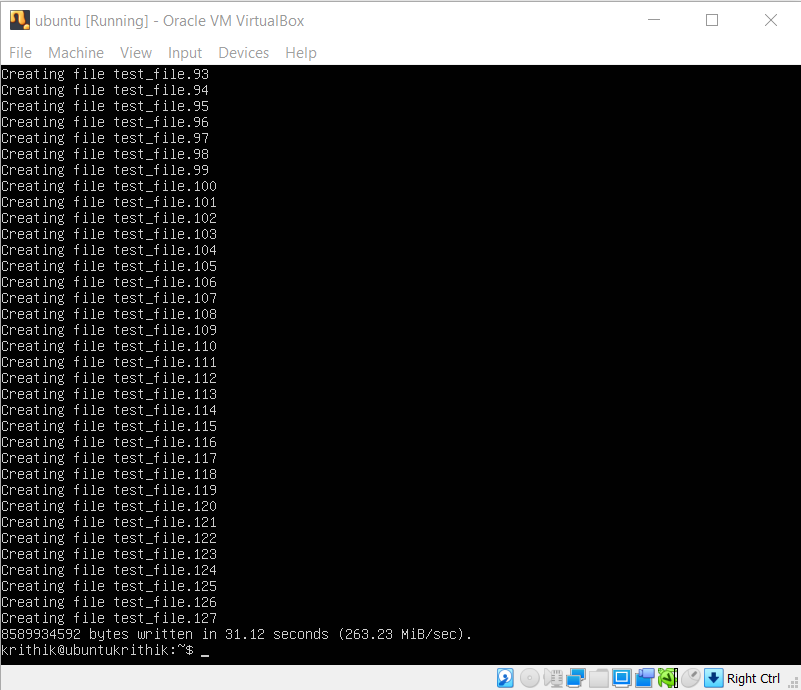 ubuntu [Running] - Oracle VM VirtualBox
File Machine View Input Devices Help
Creating file test_file.93
Creating file test_file.94
Creating file test_file.95
Creating file test_file.96
Creating file test_file.97
Creating file test_file.98
Creating file test_file.99
Creating file test_file.100
Creating file test_file.101
Creating file test_file.102
Creating file test_file.103
Creating file test_file.104
Creating file test_file.105
Creating file test_file.106
Creating file test_file.107
Creating file test_file.108
Creating file test_file.109
Creating file test_file.110
Creating file test_file.111
Creating file test_file.112
Creating file test_file.113
Creating file test_file.114
Creating file test_file.115
Creating file test_file.116
Creating file test_file.117
Creating file test_file.118
Creating file test_file.119
Creating file test_file.120
Creating file test_file.121
Creating file test_file.122
Creating file test_file.123
Creating file test_file.124
Creating file test_file.125
Creating file test_file.126
Creating file test_file.127
8589934592 bytes written in 31.12 seconds (263.23 MiB/sec).
krithik@ubuntukrithik:~$ _
Right Ctrl